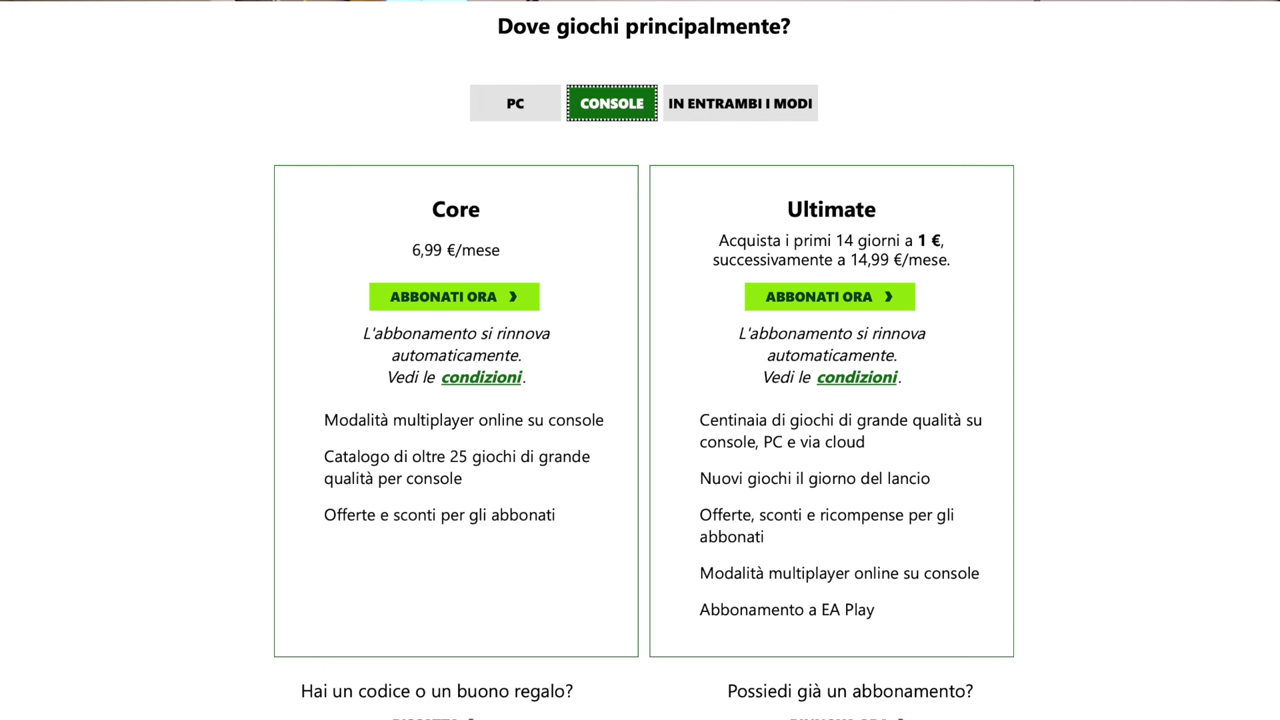 Dove giochi principalmente?
PC
CONSOLE
IN ENTRAMBI I MODI
Core
6,99 €/mese
ABBONATI ORA
L'abbonamento si rinnova
automaticamente.
Vedi le condizioni.
Modalità multiplayer online su console
Catalogo di oltre 25 giochi di grande
qualità per console
Offerte e sconti per gli abbonati
Ultimate
Acquista i primi 14 giorni a 1 €,
successivamente a 14,99 €/mese.
ABBONATI ORA
L'abbonamento si rinnova
automaticamente.
Vedi le condizioni.
Centinaia di giochi di grande qualità su
console, PC e via cloud
Nuovi giochi il giorno del lancio
Offerte, sconti e ricompense per gli
abbonati
Modalità multiplayer online su console
Abbonamento a EA Play
Hai un codice o un buono regalo?
Possiedi già un abbonamento?